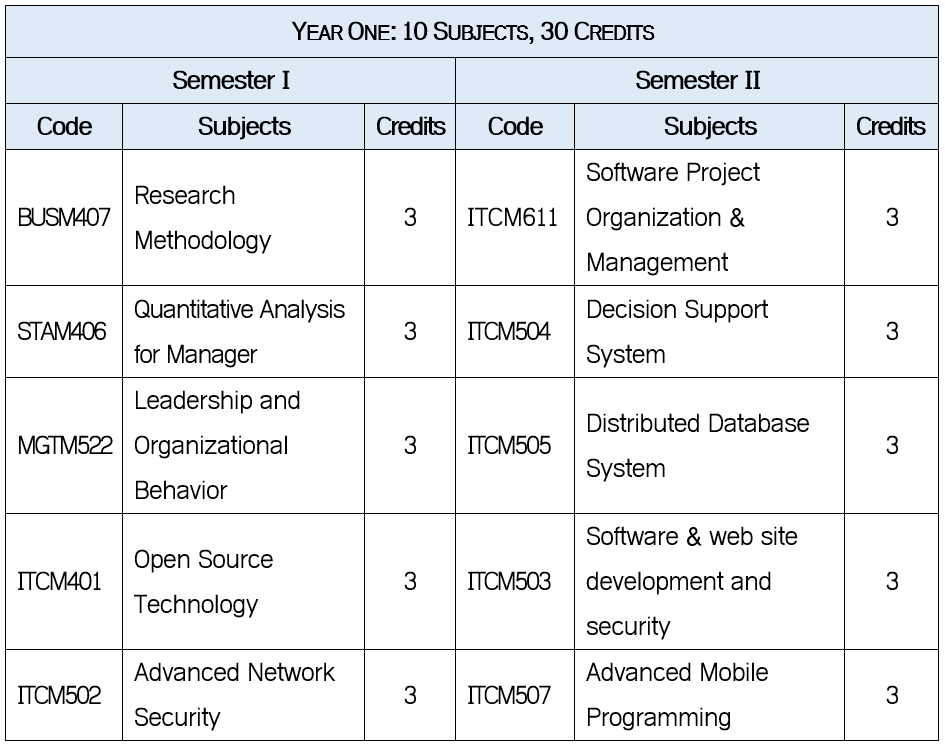 YEAR ONE: 10 SUBJECTS, 30 CREDITS
Semester I
Semester II
Code
Subjects
Credits
Code
Subjects
Credits
BUSM407
Research
Methodology
3
ITCM611
Software Project
Organization &
Management
3
STAM406
Quantitative Analysis
for Manager
3
ITCM504
Decision Support
System
3
MGTM522
Leadership and
Organizational
Behavior
3
ITCM505
Distributed Database
System
3
ITCM401
Open Source
Technology
3
ITCM503
Software & web site
development and
security
3
ITCM502
Advanced Network
Security
3
ITCM507
Advanced Mobile
Programming
3